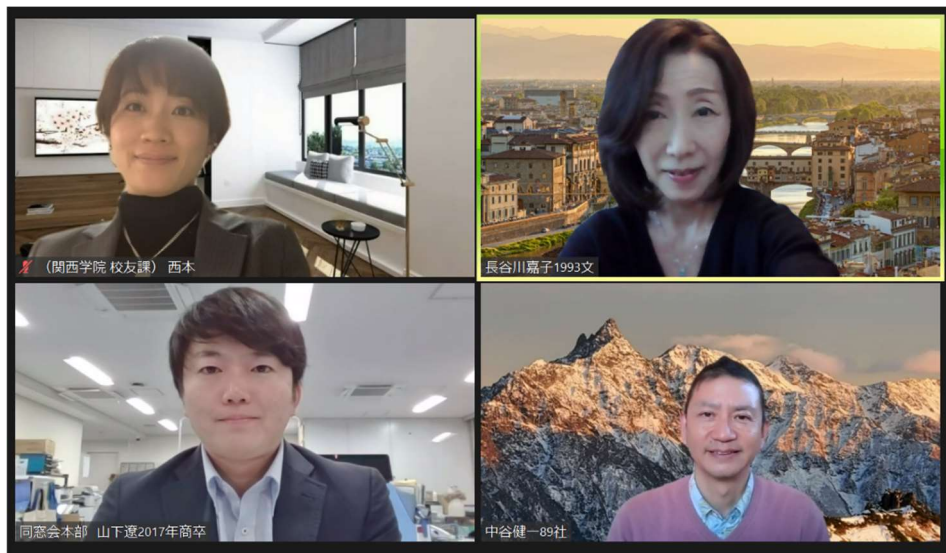 （関西学院 校友課） 西本
長谷川嘉子1993文
同窓会本部 山下遼2017年商卒
中谷健一89社